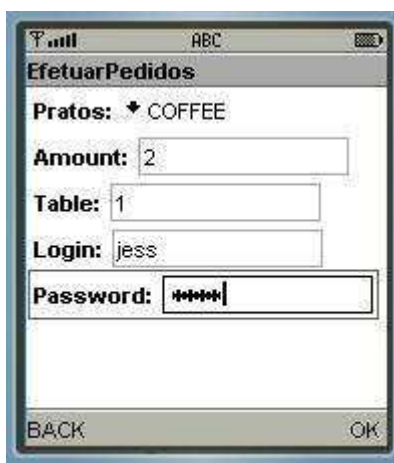 ABC
EfetuarPedidos
Pratos: COFFEE
Amount: 2
Table: 1
Login: jess
Password: ******
BACK OK